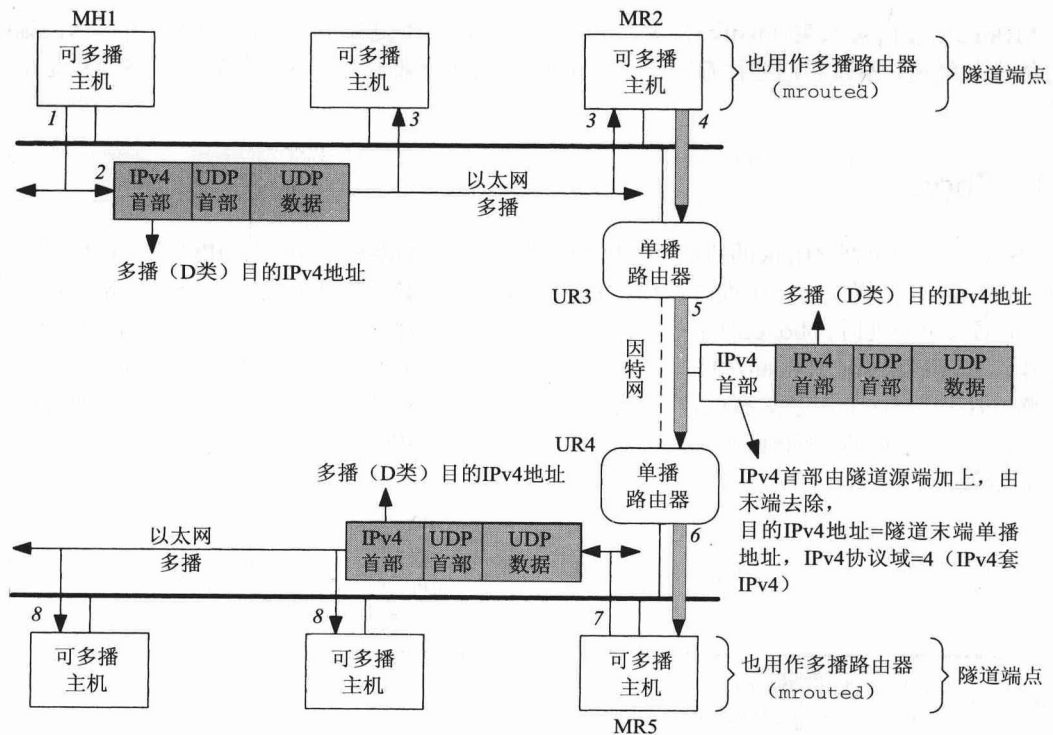 MH1
MR2
可多播
主机
可多播
主机
可多播
主机
也用作多播路由器
(mrouted)
隧道端点
1
3
3
4
2
IPv4
首部
UDP
首部
UDP
数据
以太网
多播
多播（D类）目的IPv4地址
单播
路由器
UR3
5
多播（D类）目的IPv4地址
因特网
IPv4
首部
IPv4
首部
UDP
首部
UDP
数据
UR4
单播
路由器
多播（D类）目的IPv4地址
IPv4首部由隧道源端加上，由
末端去除，
目的IPv4地址=隧道末端单播
地址，IPv4协议域=4（IPv4套
IPv4）
以太网
多播
IPv4
首部
UDP
首部
UDP
数据
6
8
8
7
可多播
主机
可多播
主机
可多播
主机
也用作多播路由器
(mrouted)
隧道端点
MR5